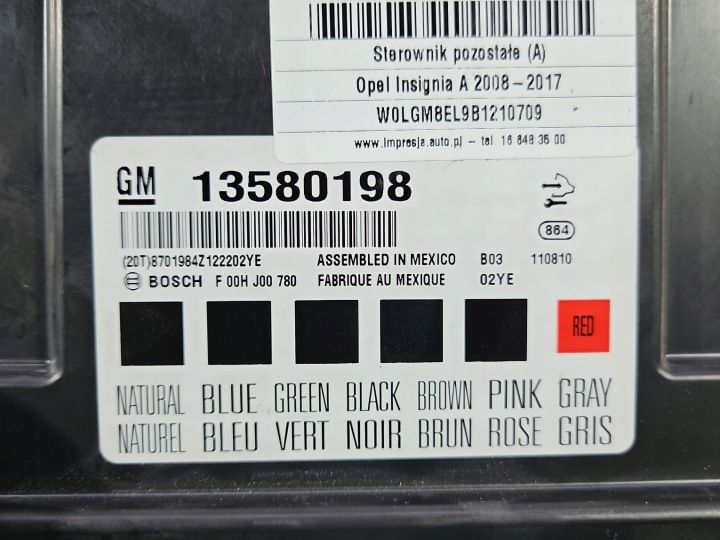 Sterownik pozostałe (A)
Opel Insignia A 2008-2017
W0LGM8EL9B1210709
www.impresja.auto.pl - tel 16 648 35 00
GM 13580198
864
(20T)8701984Z122202YE ASSEMBLED IN MEXICO B03 110810
BOSCH F 00H J00 780 FABRIQUE AU MEXIQUE 02YE
RED
NATURAL BLUE GREEN BLACK BROWN PINK GRAY
NATUREL BLEU VERT NOIR BRUN ROSE GRIS